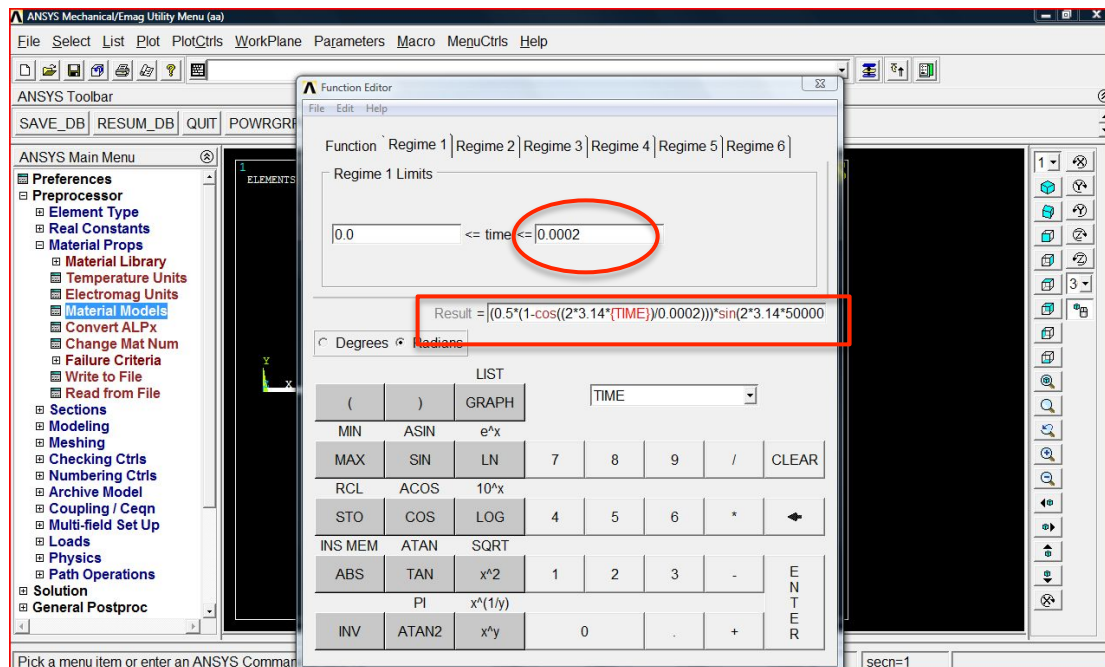 ANSYS Mechanical/Emag Utility Menu (aa)
File Select List Plot PlotCtrls WorkPlane Parameters Macro MenuCtrls Help
ANSYS Toolbar
SAVE_DB RESUM_DB QUIT POWRGRP
ANSYS Main Menu
Preferences
Preprocessor
Element Type
Real Constants
Material Props
Material Library
Temperature Units
Electromag Units
Material Models
Convert ALPx
Change Mat Num
Failure Criteria
Write to File
Read from File
Sections
Modeling
Meshing
Checking Ctrls
Numbering Ctrls
Archive Model
Coupling / Ceqn
Multi-field Set Up
Loads
Physics
Path Operations
Solution
General Postproc
1
ELEMENTS
Y
X
Function Editor
File Edit Help
Function Regime 1 Regime 2 Regime 3 Regime 4 Regime 5 Regime 6
Regime 1 Limits
0.0 <= time <= 0.0002
Result = (0.5*(1-cos((2*3.14*{TIME})/0.0002)))*sin(2*3.14*50000
Degrees Radians
LIST
( ) GRAPH TIME
MIN ASIN e^x
MAX SIN LN 7 8 9 / CLEAR
RCL ACOS 10^x
STO COS LOG 4 5 6 *
INS MEM ATAN SQRT
ABS TAN x^2 1 2 3 - ENTER
PI x^(1/y)
INV ATAN2 x^y 0 . +
1
3
Pick a menu item or enter an ANSYS Comman
secn=1